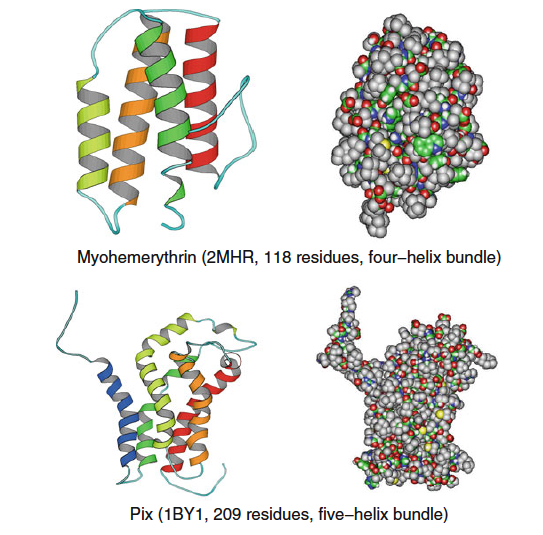 Myohemerythrin (2MHR, 118 residues, four−helix bundle)
Pix (1BY1, 209 residues, five−helix bundle)